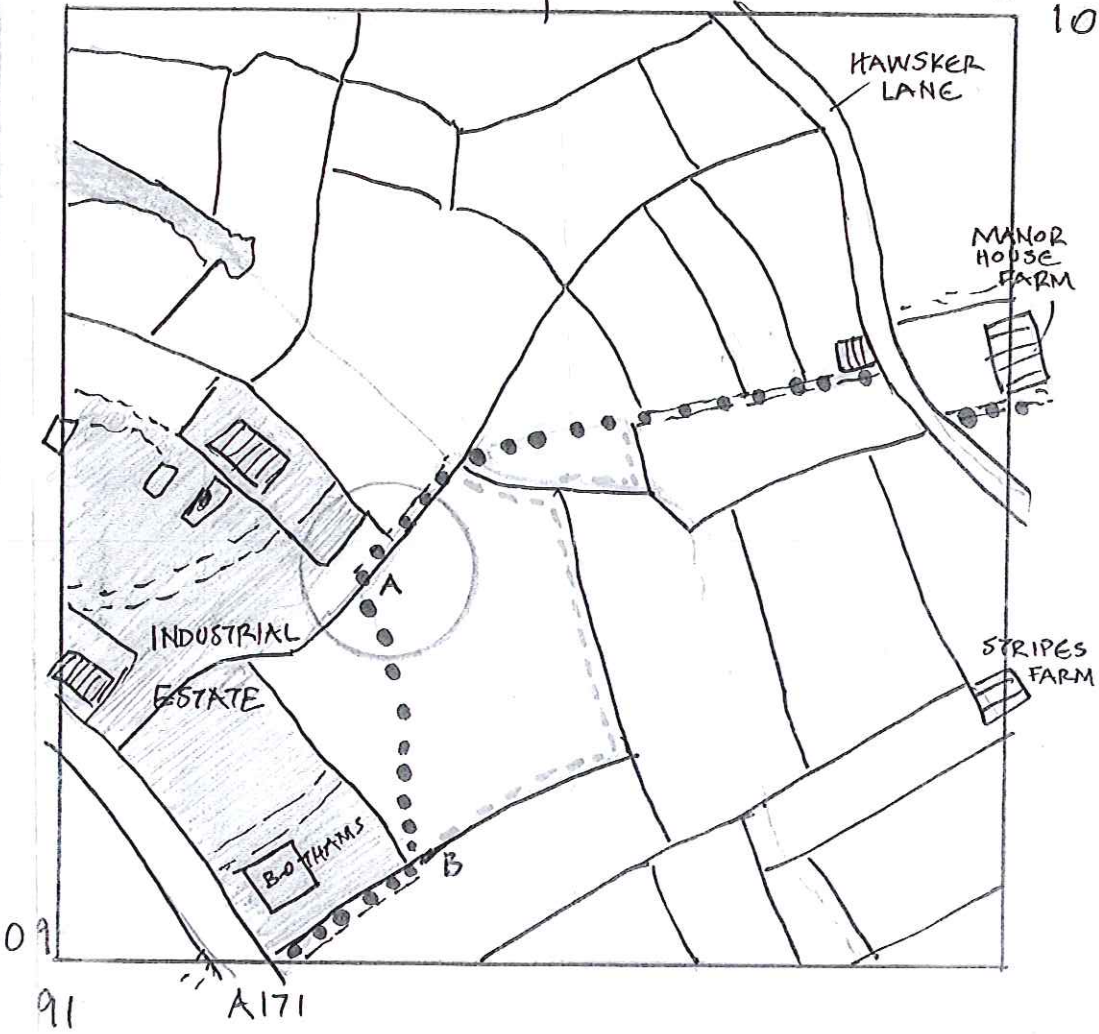 10
HAWSKER
LANE
MANOR
HOUSE
FARM
A
INDUSTRIAL
ESTATE
STRIPES
FARM
BOTHAMS
B
09
91
A171